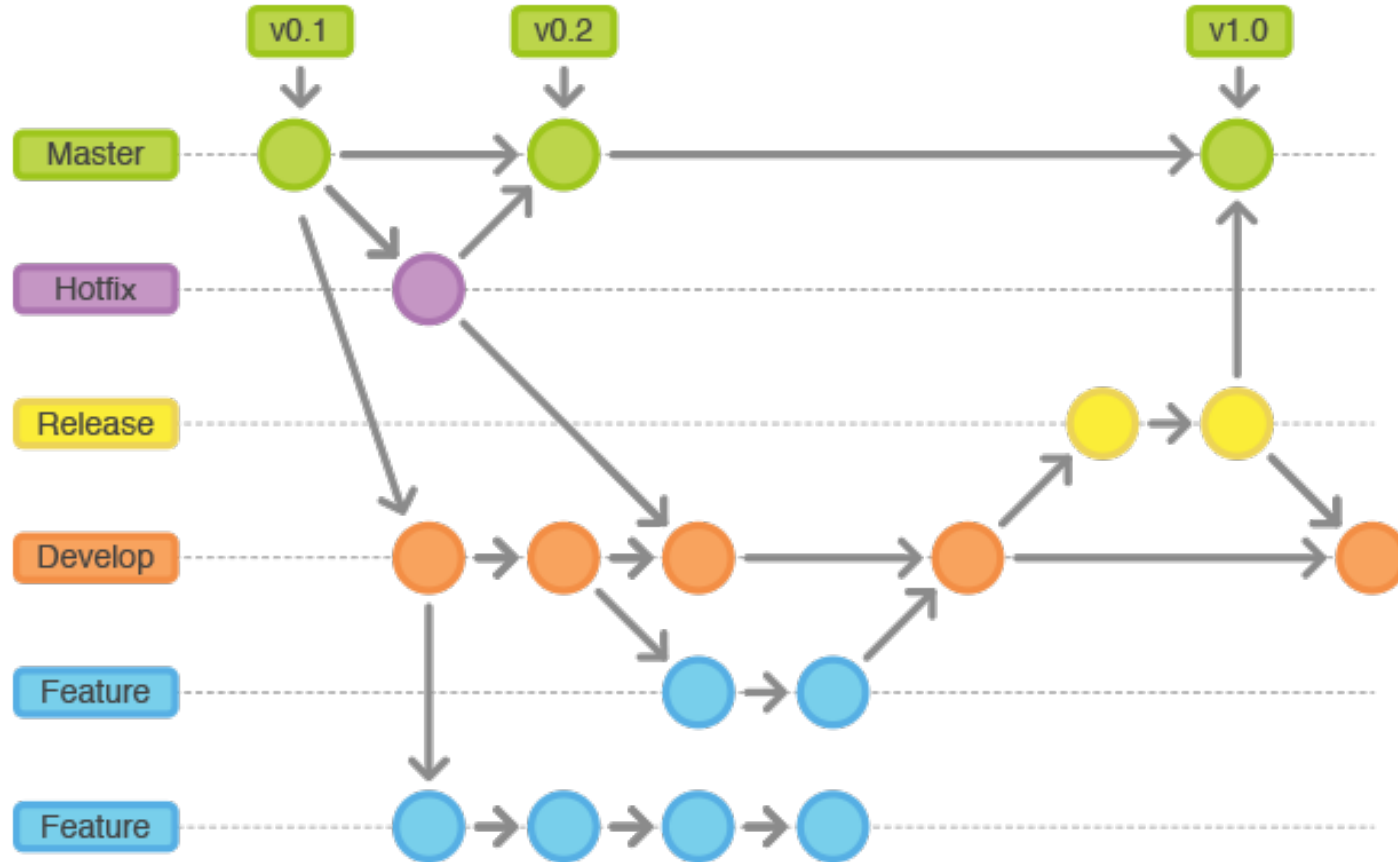 v0.1
v0.2
v1.0
Master
Hotfix
Release
Develop
Feature
Feature